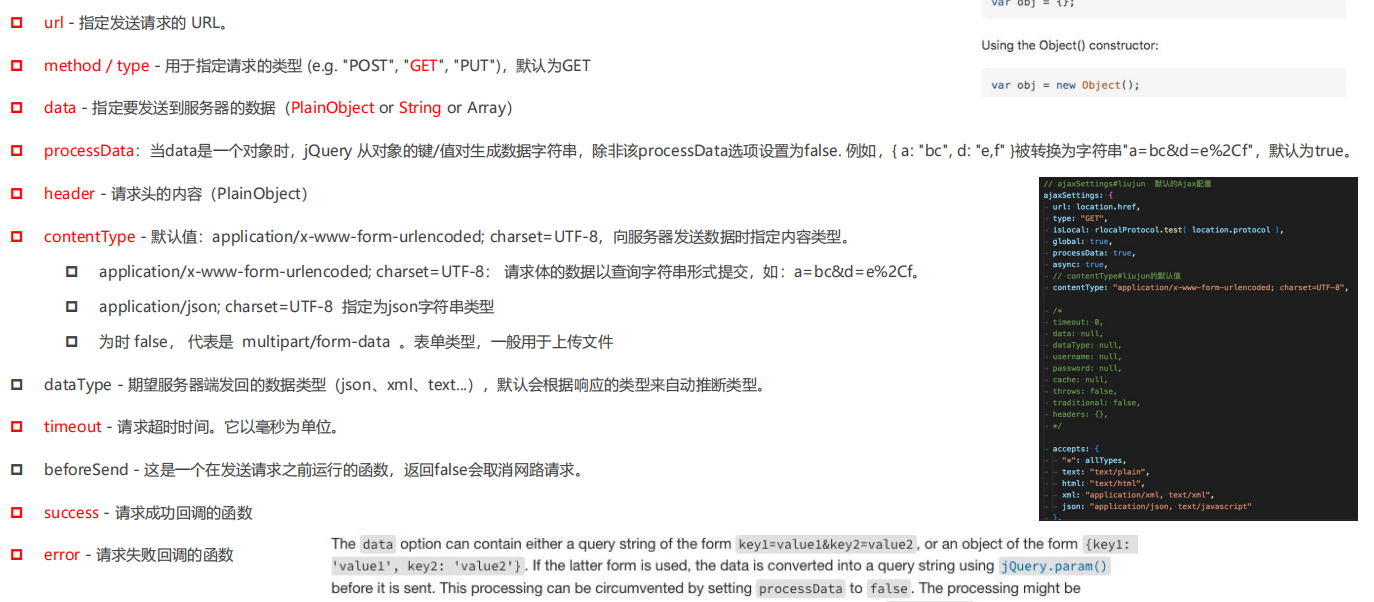 url - 指定发送请求的 URL。
method / type - 用于指定请求的类型 (e.g. "POST", "GET", "PUT")，默认为GET
data - 指定要发送到服务器的数据（PlainObject or String or Array）
processData：当data是一个对象时，jQuery 从对象的键/值对生成数据字符串，除非该processData选项设置为false. 例如，{ a: "bc", d: "e,f" }被转换为字符串"a=bc&d=e%2Cf"，默认为true。
header - 请求头的内容（PlainObject）
contentType - 默认值：application/x-www-form-urlencoded; charset=UTF-8，向服务器发送数据时指定内容类型。
application/x-www-form-urlencoded; charset=UTF-8： 请求体的数据以查询字符串形式提交，如：a=bc&d=e%2Cf。
application/json; charset=UTF-8 指定为json字符串类型
为时 false， 代表是 multipart/form-data 。表单类型，一般用于上传文件
dataType - 期望服务器端发回的数据类型（json、xml、text...），默认会根据响应的类型来自动推断类型。
timeout - 请求超时时间。它以毫秒为单位。
beforeSend - 这是一个在发送请求之前运行的函数，返回false会取消网路请求。
success - 请求成功回调的函数
error - 请求失败回调的函数
var obj = {};
Using the Object() constructor:
var obj = new Object();
// ajaxSettings#liujun 默认的Ajax配置
ajaxSettings: {
url: location.href,
type: "GET",
isLocal: rlocalProtocol.test( location.protocol ),
global: true,
processData: true,
async: true,
// contentType#liujun的默认值
contentType: "application/x-www-form-urlencoded; charset=UTF-8",
/*
timeout: 0,
data: null,
dataType: null,
username: null,
password: null,
cache: null,
throws: false,
traditional: false,
headers: {},
*/
accepts: {
"*": allTypes,
text: "text/plain",
html: "text/html",
xml: "application/xml, text/xml",
json: "application/json, text/javascript"
},
The data option can contain either a query string of the form key1=value1&key2=value2, or an object of the form {key1:
'value1', key2: 'value2'}. If the latter form is used, the data is converted into a query string using jQuery.param()
before it is sent. This processing can be circumvented by setting processData to false. The processing might be